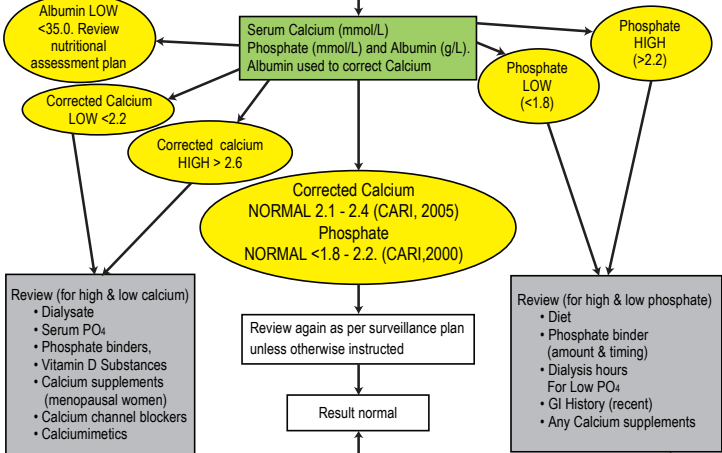 Albumin LOW
<35.0. Review
nutritional
assessment plan
Serum Calcium (mmol/L)
Phosphate (mmol/L) and Albumin (g/L).
Albumin used to correct Calcium
Phosphate
HIGH
(>2.2)
Phosphate
LOW
(<1.8)
Corrected Calcium
LOW <2.2
Corrected calcium
HIGH > 2.6
Corrected Calcium
NORMAL 2.1 - 2.4 (CARI, 2005)
Phosphate
NORMAL <1.8 - 2.2. (CARI,2000)
Review (for high & low calcium)
• Dialysate
• Serum PO4
• Phosphate binders,
• Vitamin D Substances
• Calcium supplements
(menopausal women)
• Calcium channel blockers
• Calciumimetics
Review again as per surveillance plan
unless otherwise instructed
Result normal
Review (for high & low phosphate)
• Diet
• Phosphate binder
(amount & timing)
• Dialysis hours
For Low PO4
• GI History (recent)
• Any Calcium supplements